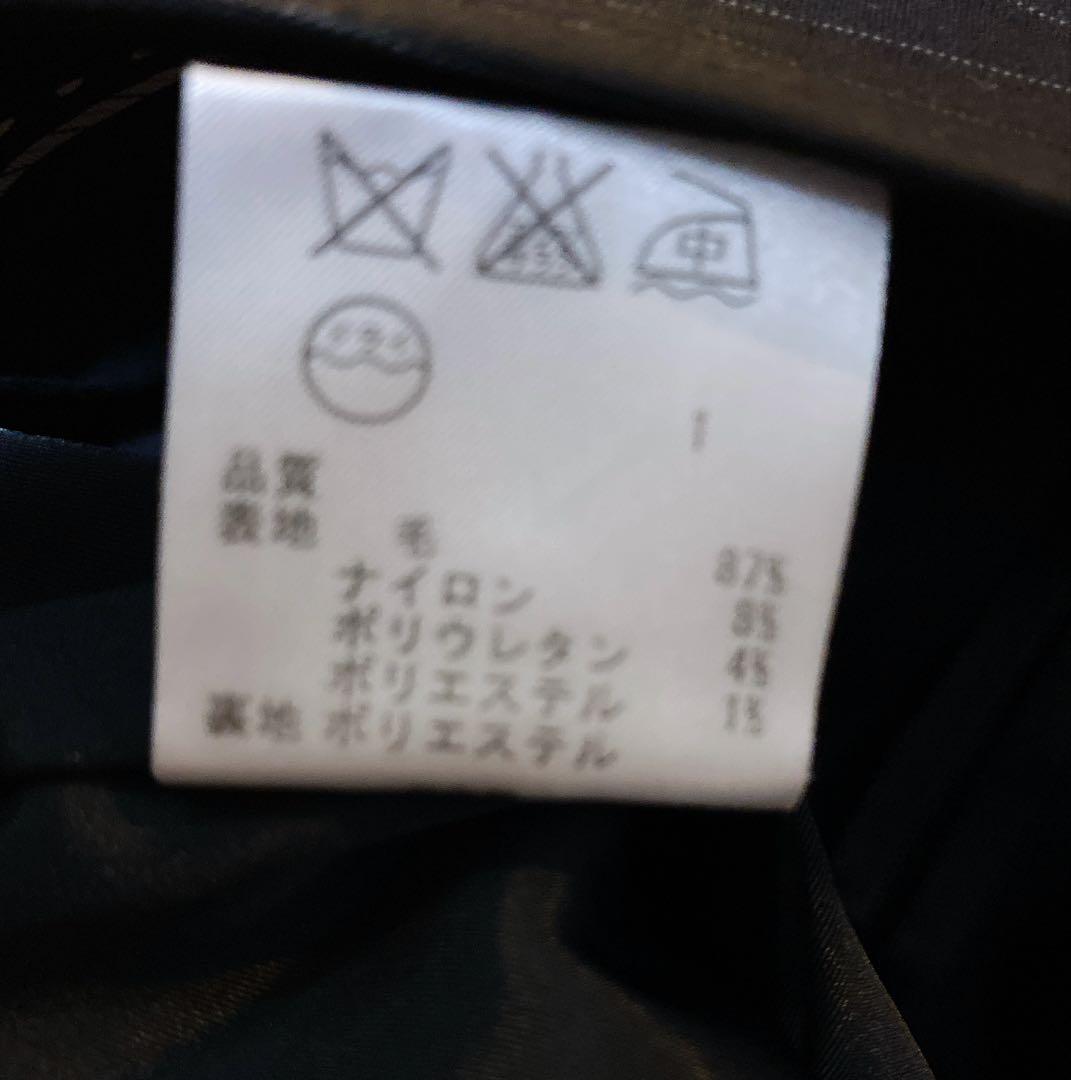 中
ドライ
1
品質
表地 毛 87%
ナイロン 8%
ポリウレタン 4%
ポリエステル 1%
裏地 ポリエステル